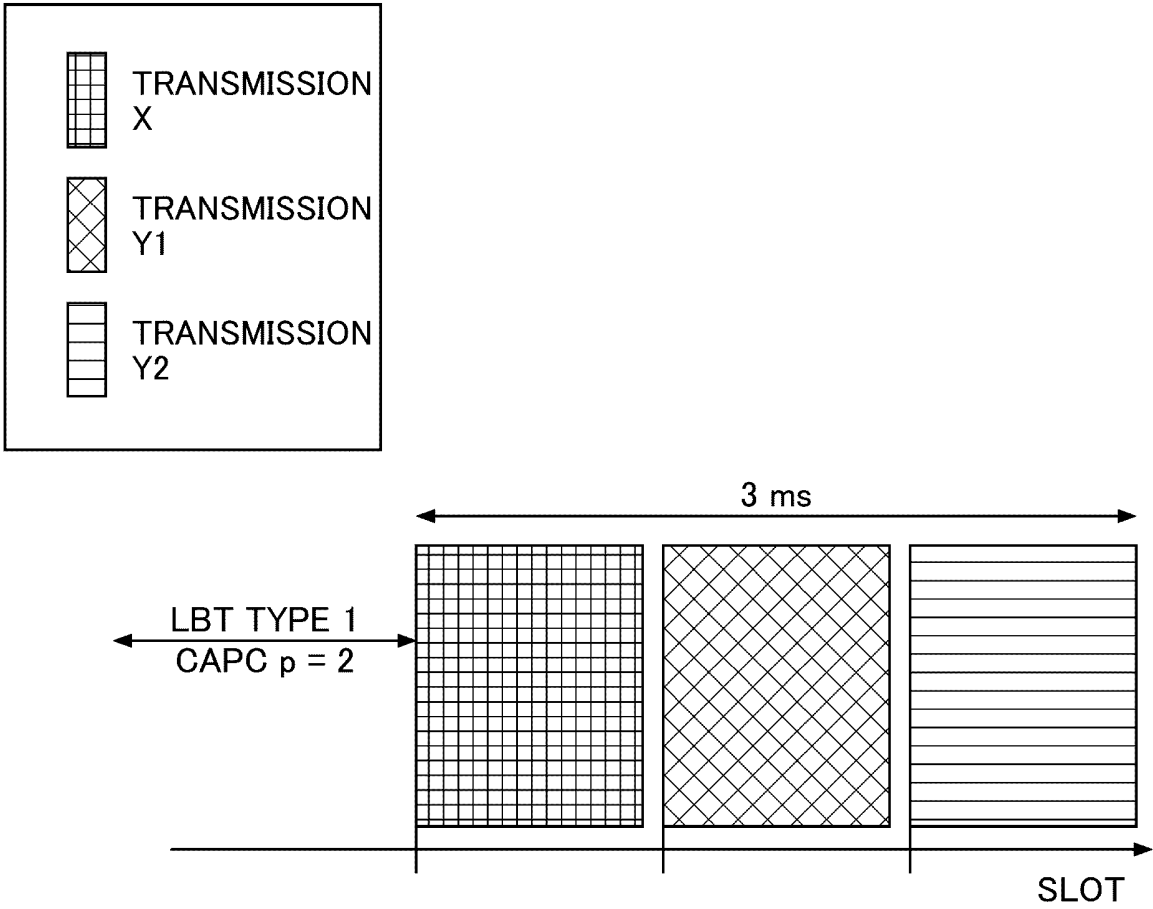 TRANSMISSION
X
TRANSMISSION
Y1
TRANSMISSION
Y2
3 ms
LBT TYPE 1
CAPC p = 2
SLOT